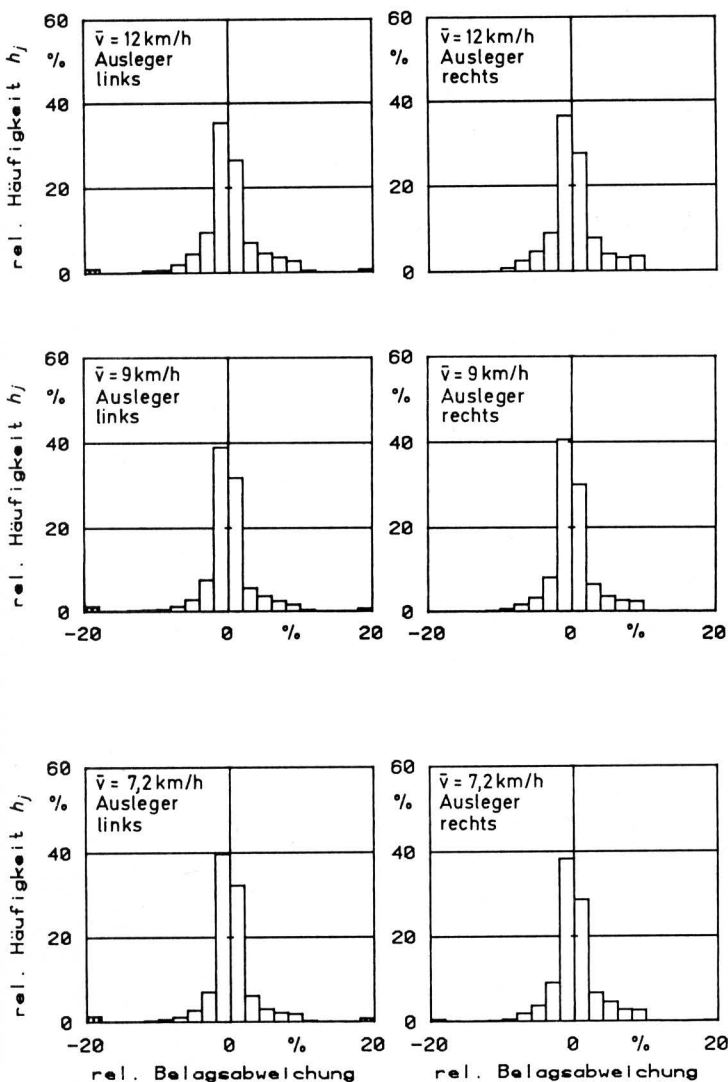 60
%
40
20
0
rel. Häufigkeit hj
v̄ = 12 km/h
Ausleger
links
60
%
40
20
0
v̄ = 12 km/h
Ausleger
rechts
60
%
40
20
0
rel. Häufigkeit hj
v̄ = 9 km/h
Ausleger
links
-20 0 % 20
60
%
40
20
0
v̄ = 9 km/h
Ausleger
rechts
-20 0 % 20
60
%
40
20
0
rel. Häufigkeit hj
v̄ = 7,2 km/h
Ausleger
links
-20 0 % 20
rel. Belagsabweichung
60
%
40
20
0
v̄ = 7,2 km/h
Ausleger
rechts
-20 0 % 20
rel. Belagsabweichung